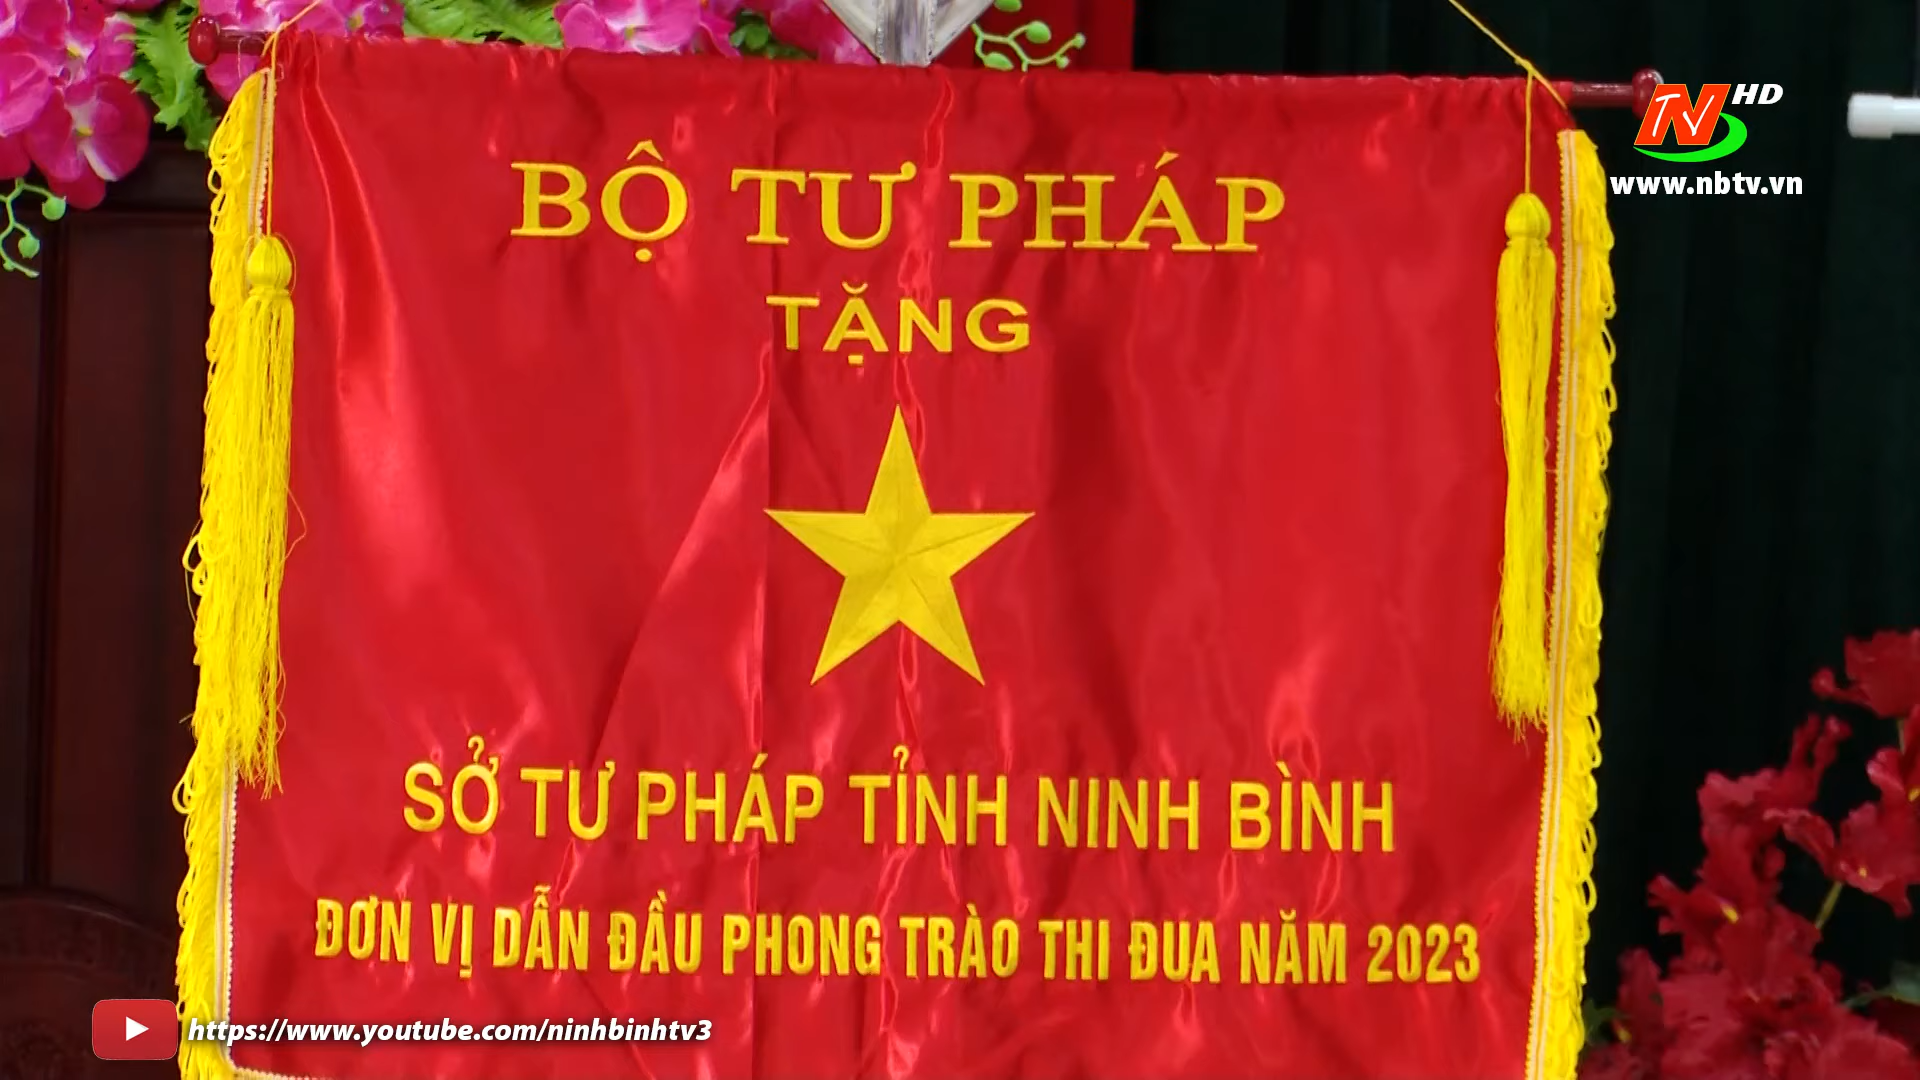 BỘ TƯ PHÁP
TẶNG
SỞ TƯ PHÁP TỈNH NINH BÌNH
ĐƠN VỊ DẪN ĐẦU PHONG TRÀO THI ĐUA NĂM 2023
NTV HD
www.nbtv.vn
https://www.youtube.com/ninhbinhtv3